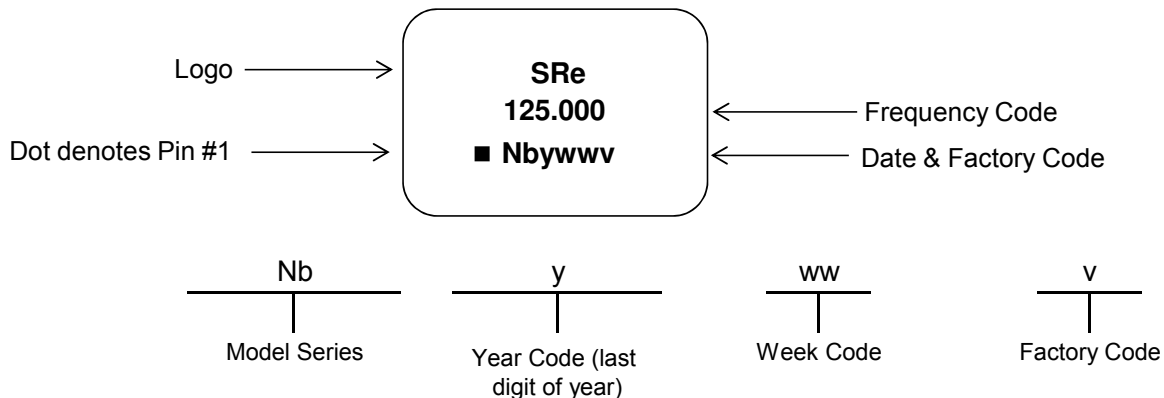 Logo
SRe
125.000
Frequency Code
Dot denotes Pin #1
■ Nbywwv
Date & Factory Code
Nb
y
ww
v
Model Series
Year Code (last
digit of year)
Week Code
Factory Code